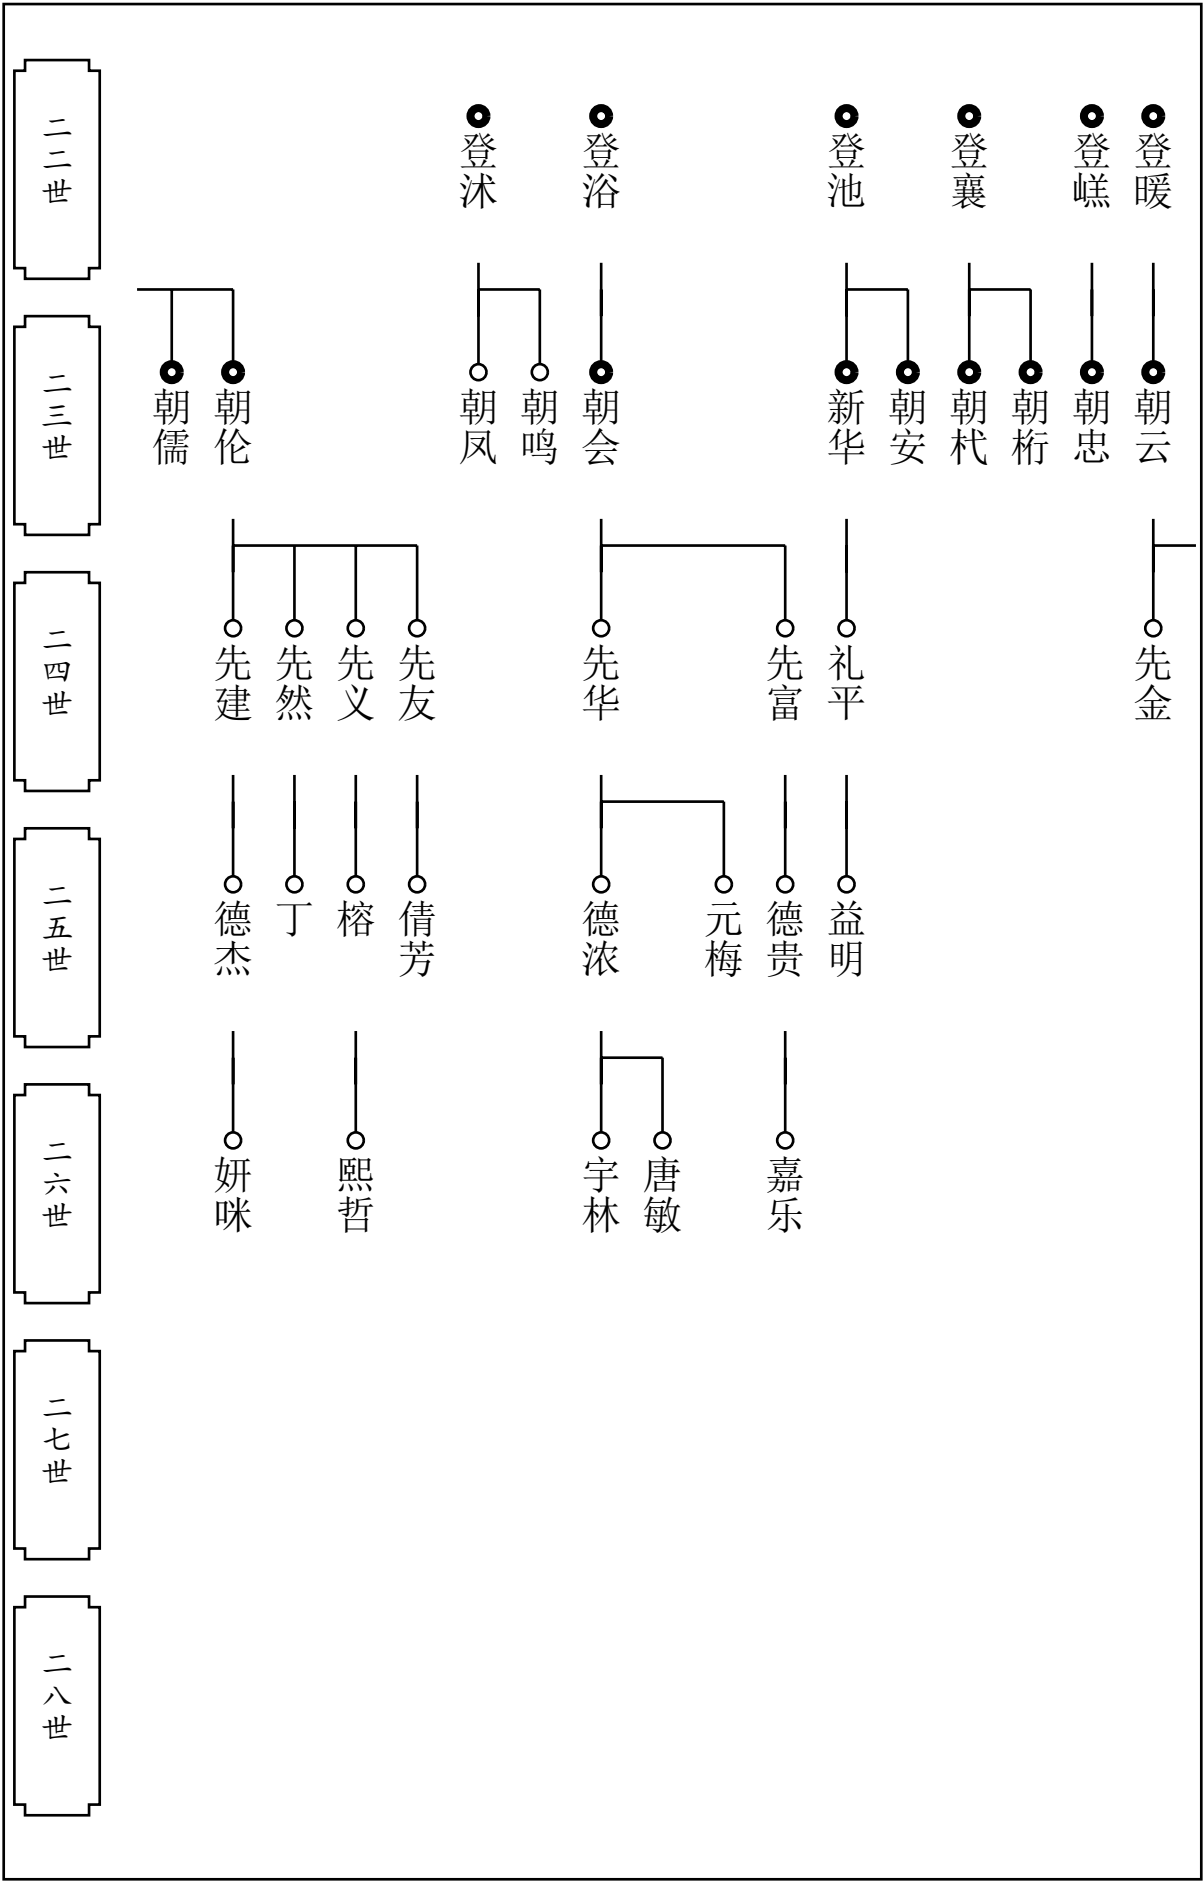 二二世
登沭
登浴
登池
登襄
登㟱
登暖
二三世
朝儒
朝伦
朝凤
朝鸣
朝会
新华
朝安
朝杙
朝桁
朝忠
朝云
二四世
先建
先然
先义
先友
先华
先富
礼平
先金
二五世
德杰
丁
榕
倩芳
德浓
元梅
德贵
益明
二六世
妍咪
熙哲
宇林
唐敏
嘉乐
二七世
二八世